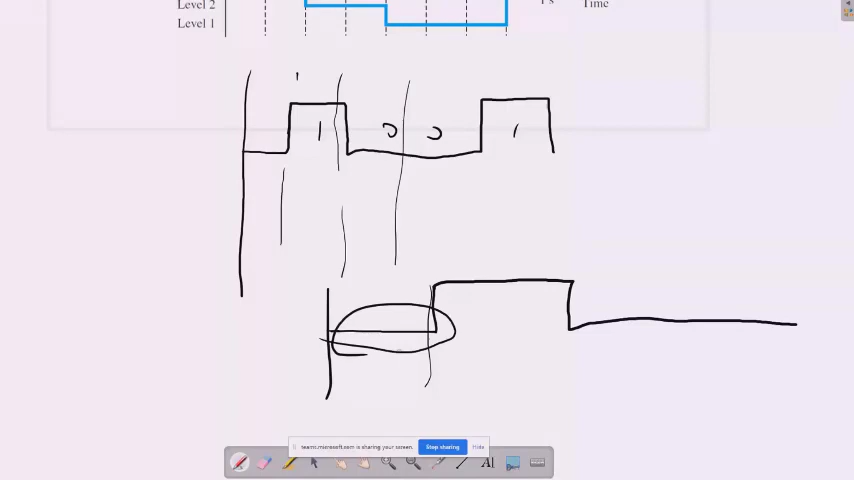 Level 2
1 s
Time
Level 1
1 0 0 1
teams.microsoft.com is sharing your screen.
Stop sharing
Hide
A